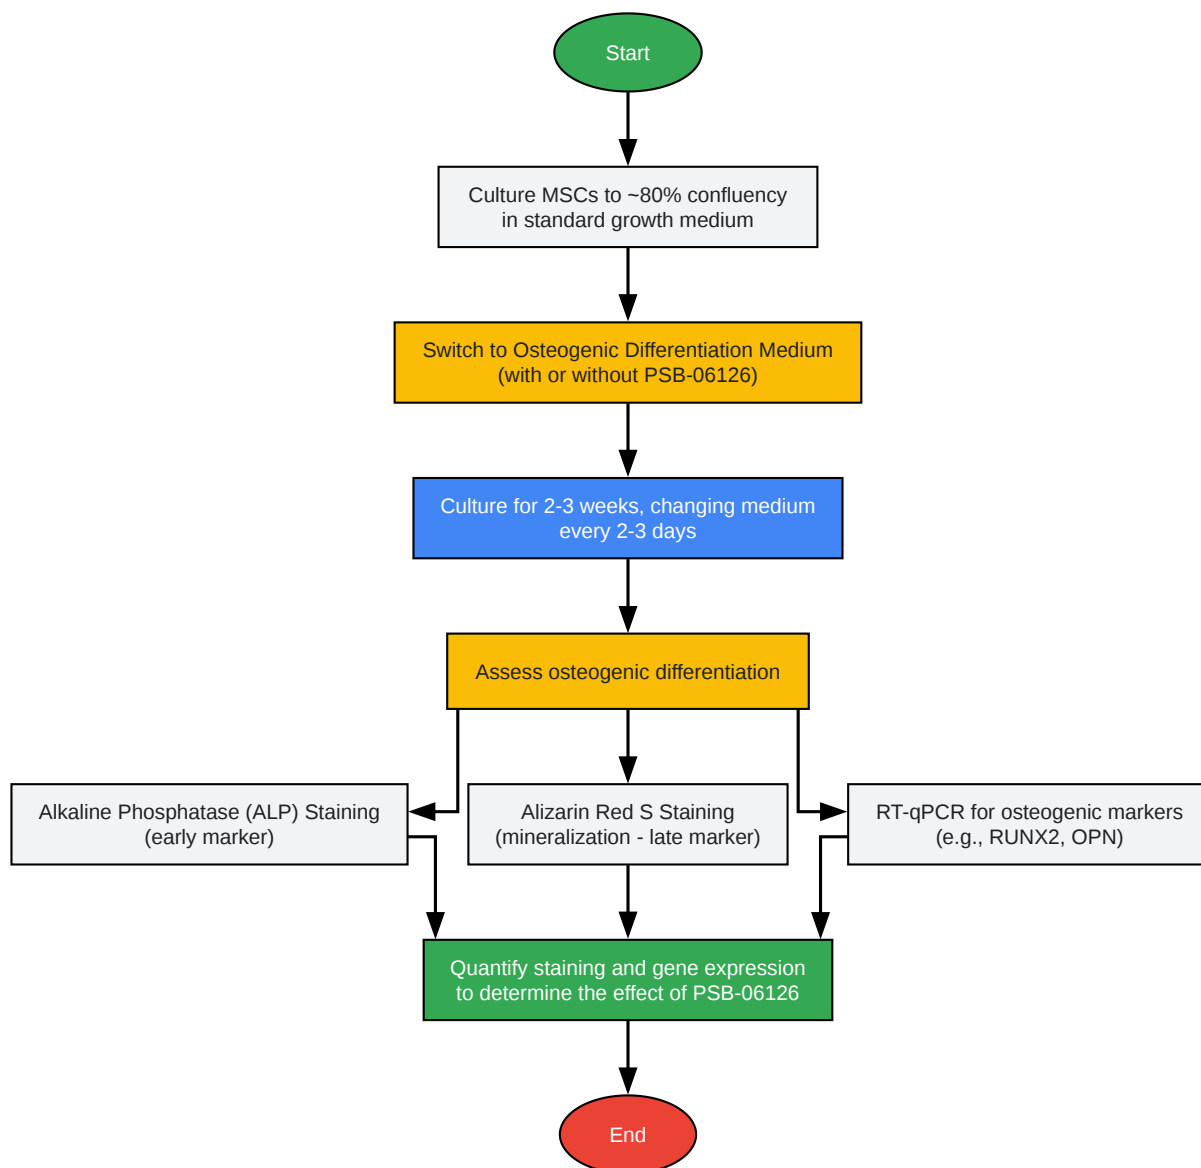 Start
Culture MSCs to ~80% confluency
in standard growth medium
Switch to Osteogenic Differentiation Medium
(with or without PSB-06126)
Culture for 2-3 weeks, changing medium
every 2-3 days
Assess osteogenic differentiation
Alkaline Phosphatase (ALP) Staining
(early marker)
Alizarin Red S Staining
(mineralization - late marker)
RT-qPCR for osteogenic markers
(e.g., RUNX2, OPN)
Quantify staining and gene expression
to determine the effect of PSB-06126
End